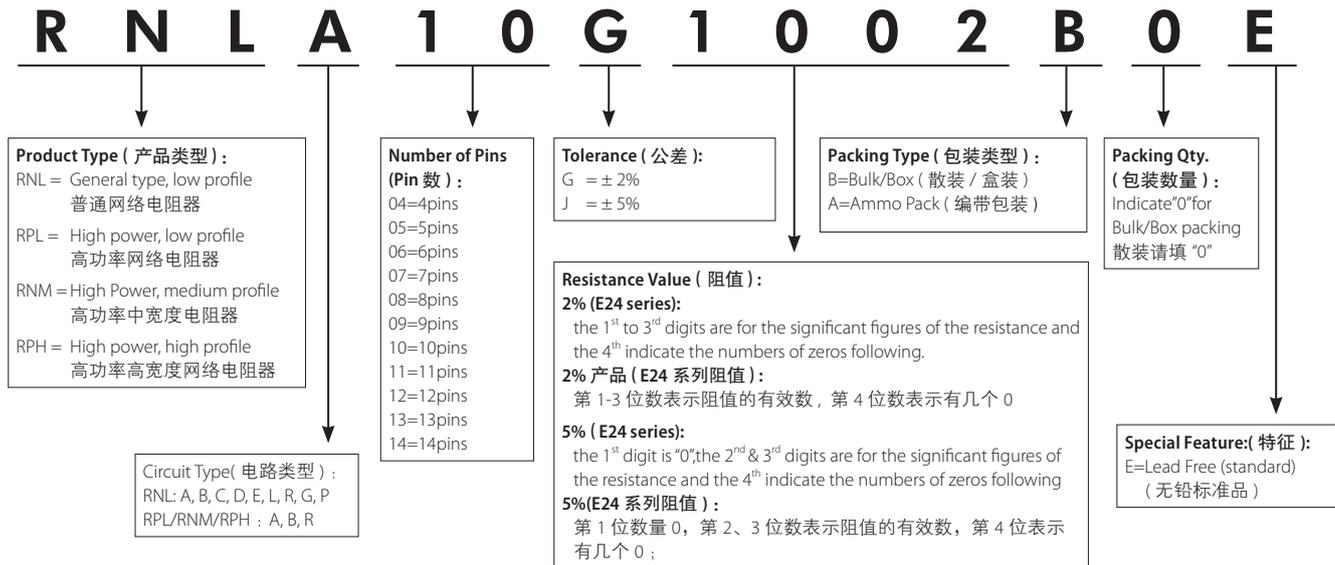 RNLA10G1002B0E
Product Type ( 产品类型 ) :
RNL = General type, low profile
普通网络电阻器
RPL = High power, low profile
高功率网络电阻器
RNM = High Power, medium profile
高功率中宽度电阻器
RPH = High power, high profile
高功率高宽度网络电阻器
Circuit Type( 电路类型 ) :
RNL: A, B, C, D, E, L, R, G, P
RPL/RNM/RPH : A, B, R
Number of Pins
(Pin 数 ) :
04=4pins
05=5pins
06=6pins
07=7pins
08=8pins
09=9pins
10=10pins
11=11pins
12=12pins
13=13pins
14=14pins
Tolerance ( 公差 ):
G = ± 2%
J = ± 5%
Resistance Value ( 阻值 ) :
2% (E24 series):
the 1st to 3rd digits are for the significant figures of the resistance and
the 4th indicate the numbers of zeros following.
2% 产品 ( E24 系列阻值 ) :
第 1-3 位数表示阻值的有效数 , 第 4 位数表示有几个 0
5% ( E24 series):
the 1st digit is “0”,the 2nd & 3rd digits are for the significant figures of
the resistance and the 4th indicate the numbers of zeros following
5%(E24 系列阻值 ) :
第 1 位数量 0，第 2、3 位数表示阻值的有效数，第 4 位表示
有几个 0 ;
Packing Type ( 包装类型 ) :
B=Bulk/Box ( 散装 / 盒装 )
A=Ammo Pack ( 编带包装 )
Packing Qty.
( 包装数量 ) :
Indicate”0”for
Bulk/Box packing
散装请填 “0”
Special Feature:( 特征 ):
E=Lead Free (standard)
( 无铅标准品 )